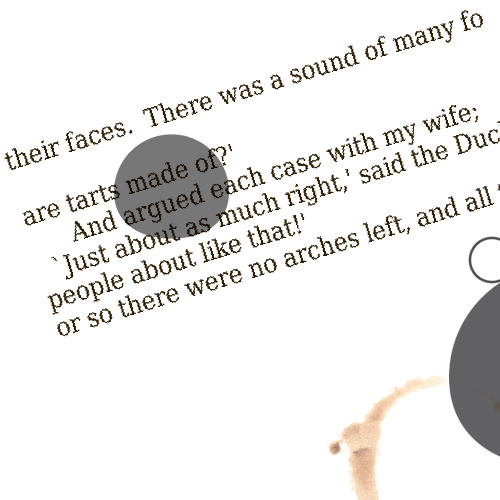 their faces. There was a sound of many fo
are tarts made of?'
And argued each case with my wife;
`Just about as much right,' said the Duc
people about like that!'
or so there were no arches left, and all